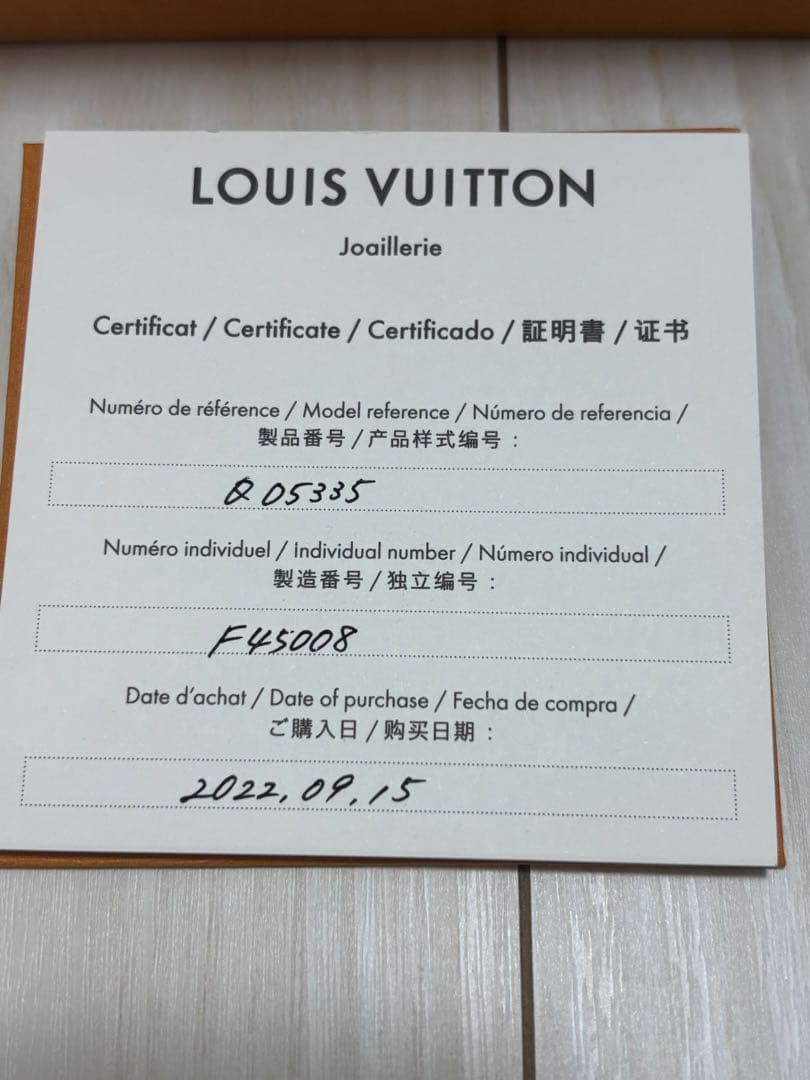 LOUIS VUITTON
Joaillerie
Certificat / Certificate / Certificado / 証明書 / 证书
Numéro de référence / Model reference / Número de referencia /
製品番号 / 产品样式编号 :
Q05335
Numéro individuel / Individual number / Número individual /
製造番号 / 独立编号 :
F45008
Date d'achat / Date of purchase / Fecha de compra /
ご購入日 / 购买日期 :
2022.09.15